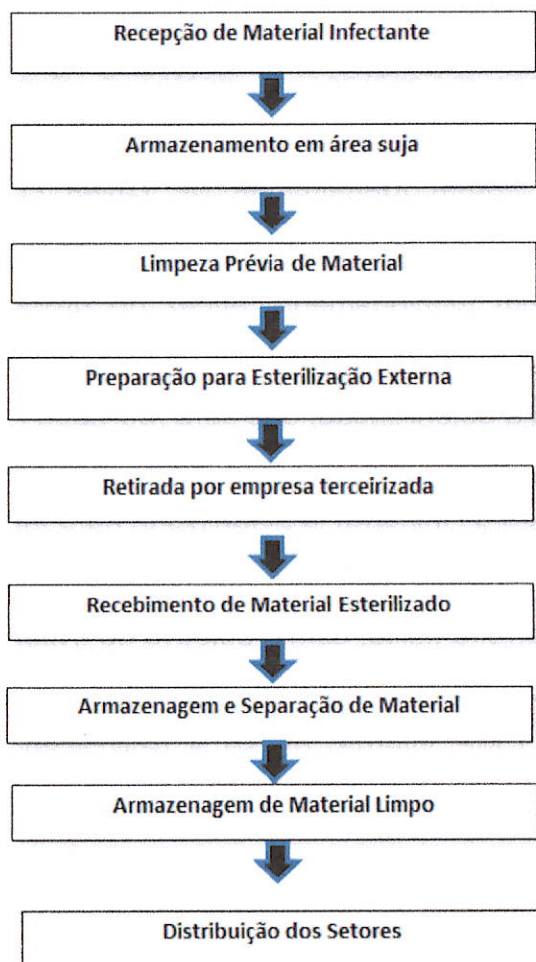 Recepção de Material Infectante
Armazenamento em área suja
Limpeza Prévia de Material
Preparação para Esterilização Externa
Retirada por empresa terceirizada
Recebimento de Material Esterilizado
Armazenagem e Separação de Material
Armazenagem de Material Limpo
Distribuição dos Setores